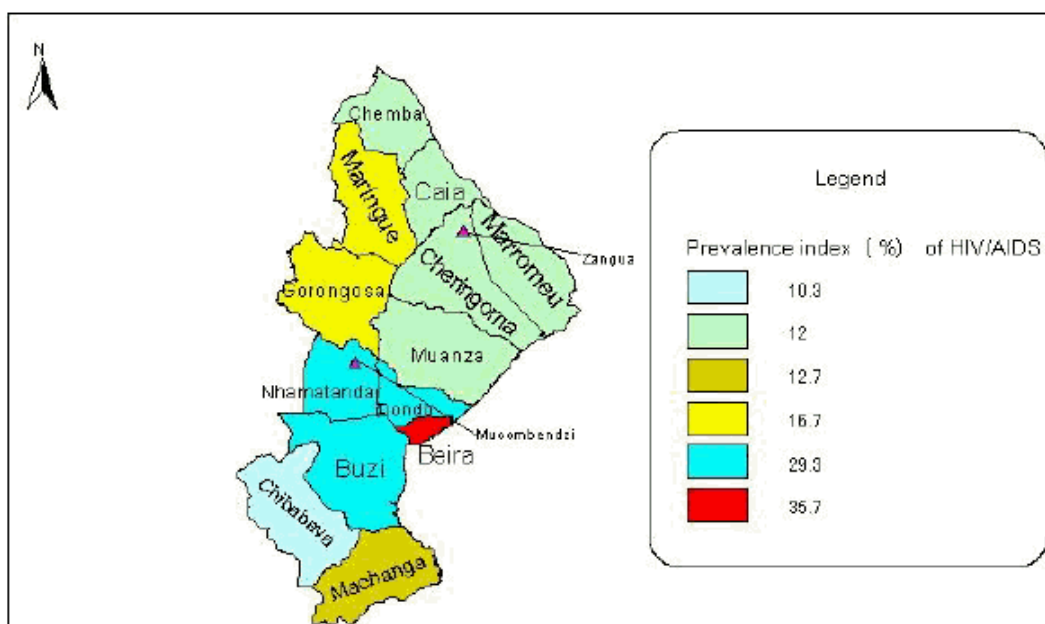 N
Chemba
Maringue
Caia
Marromeu
Zangua
Cheringoma
Gorongosa
Muanza
Nhamatanda
Dondo
Mucombendzi
Beira
Buzi
Chibabava
Machanga
Legend
Prevalence index ( %) of HIV/AIDS
10.3
12
12.7
16.7
29.3
35.7